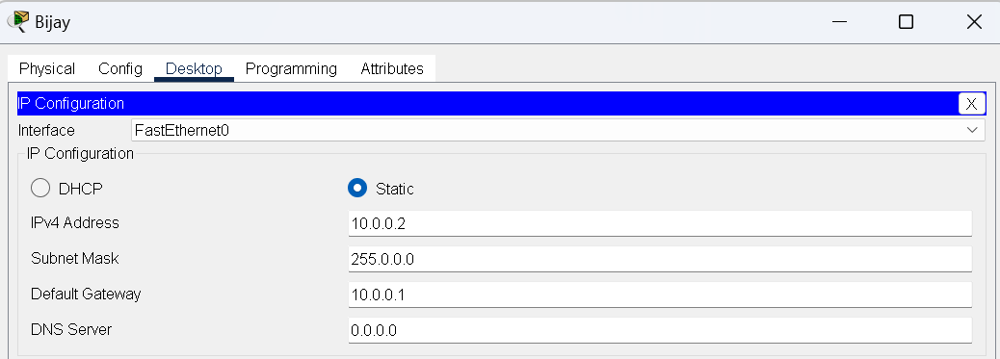 Bijay
Physical Config Desktop Programming Attributes
IP Configuration X
Interface FastEthernet0
IP Configuration
DHCP Static
IPv4 Address 10.0.0.2
Subnet Mask 255.0.0.0
Default Gateway 10.0.0.1
DNS Server 0.0.0.0